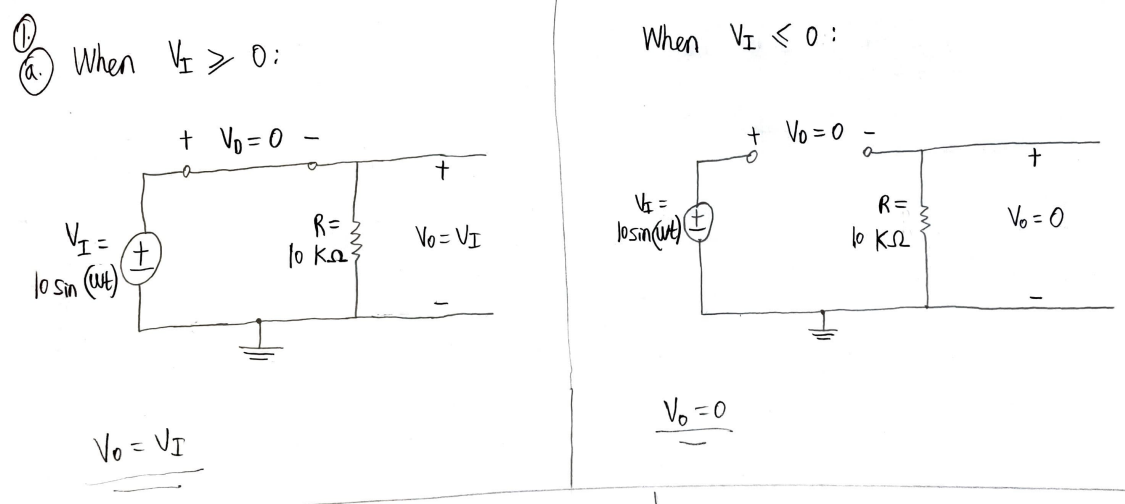 1.
a. When V_I ⩾ 0:
+ V_D = 0 −
V_I =
10 sin (ωt)
+
−
R =
10 KΩ
+
V_o = V_I
−
V_o = V_I
When V_I ⩽ 0:
+ V_D = 0 −
V_I =
10 sin(ωt)
+
−
R =
10 KΩ
+
V_o = 0
−
V_o = 0